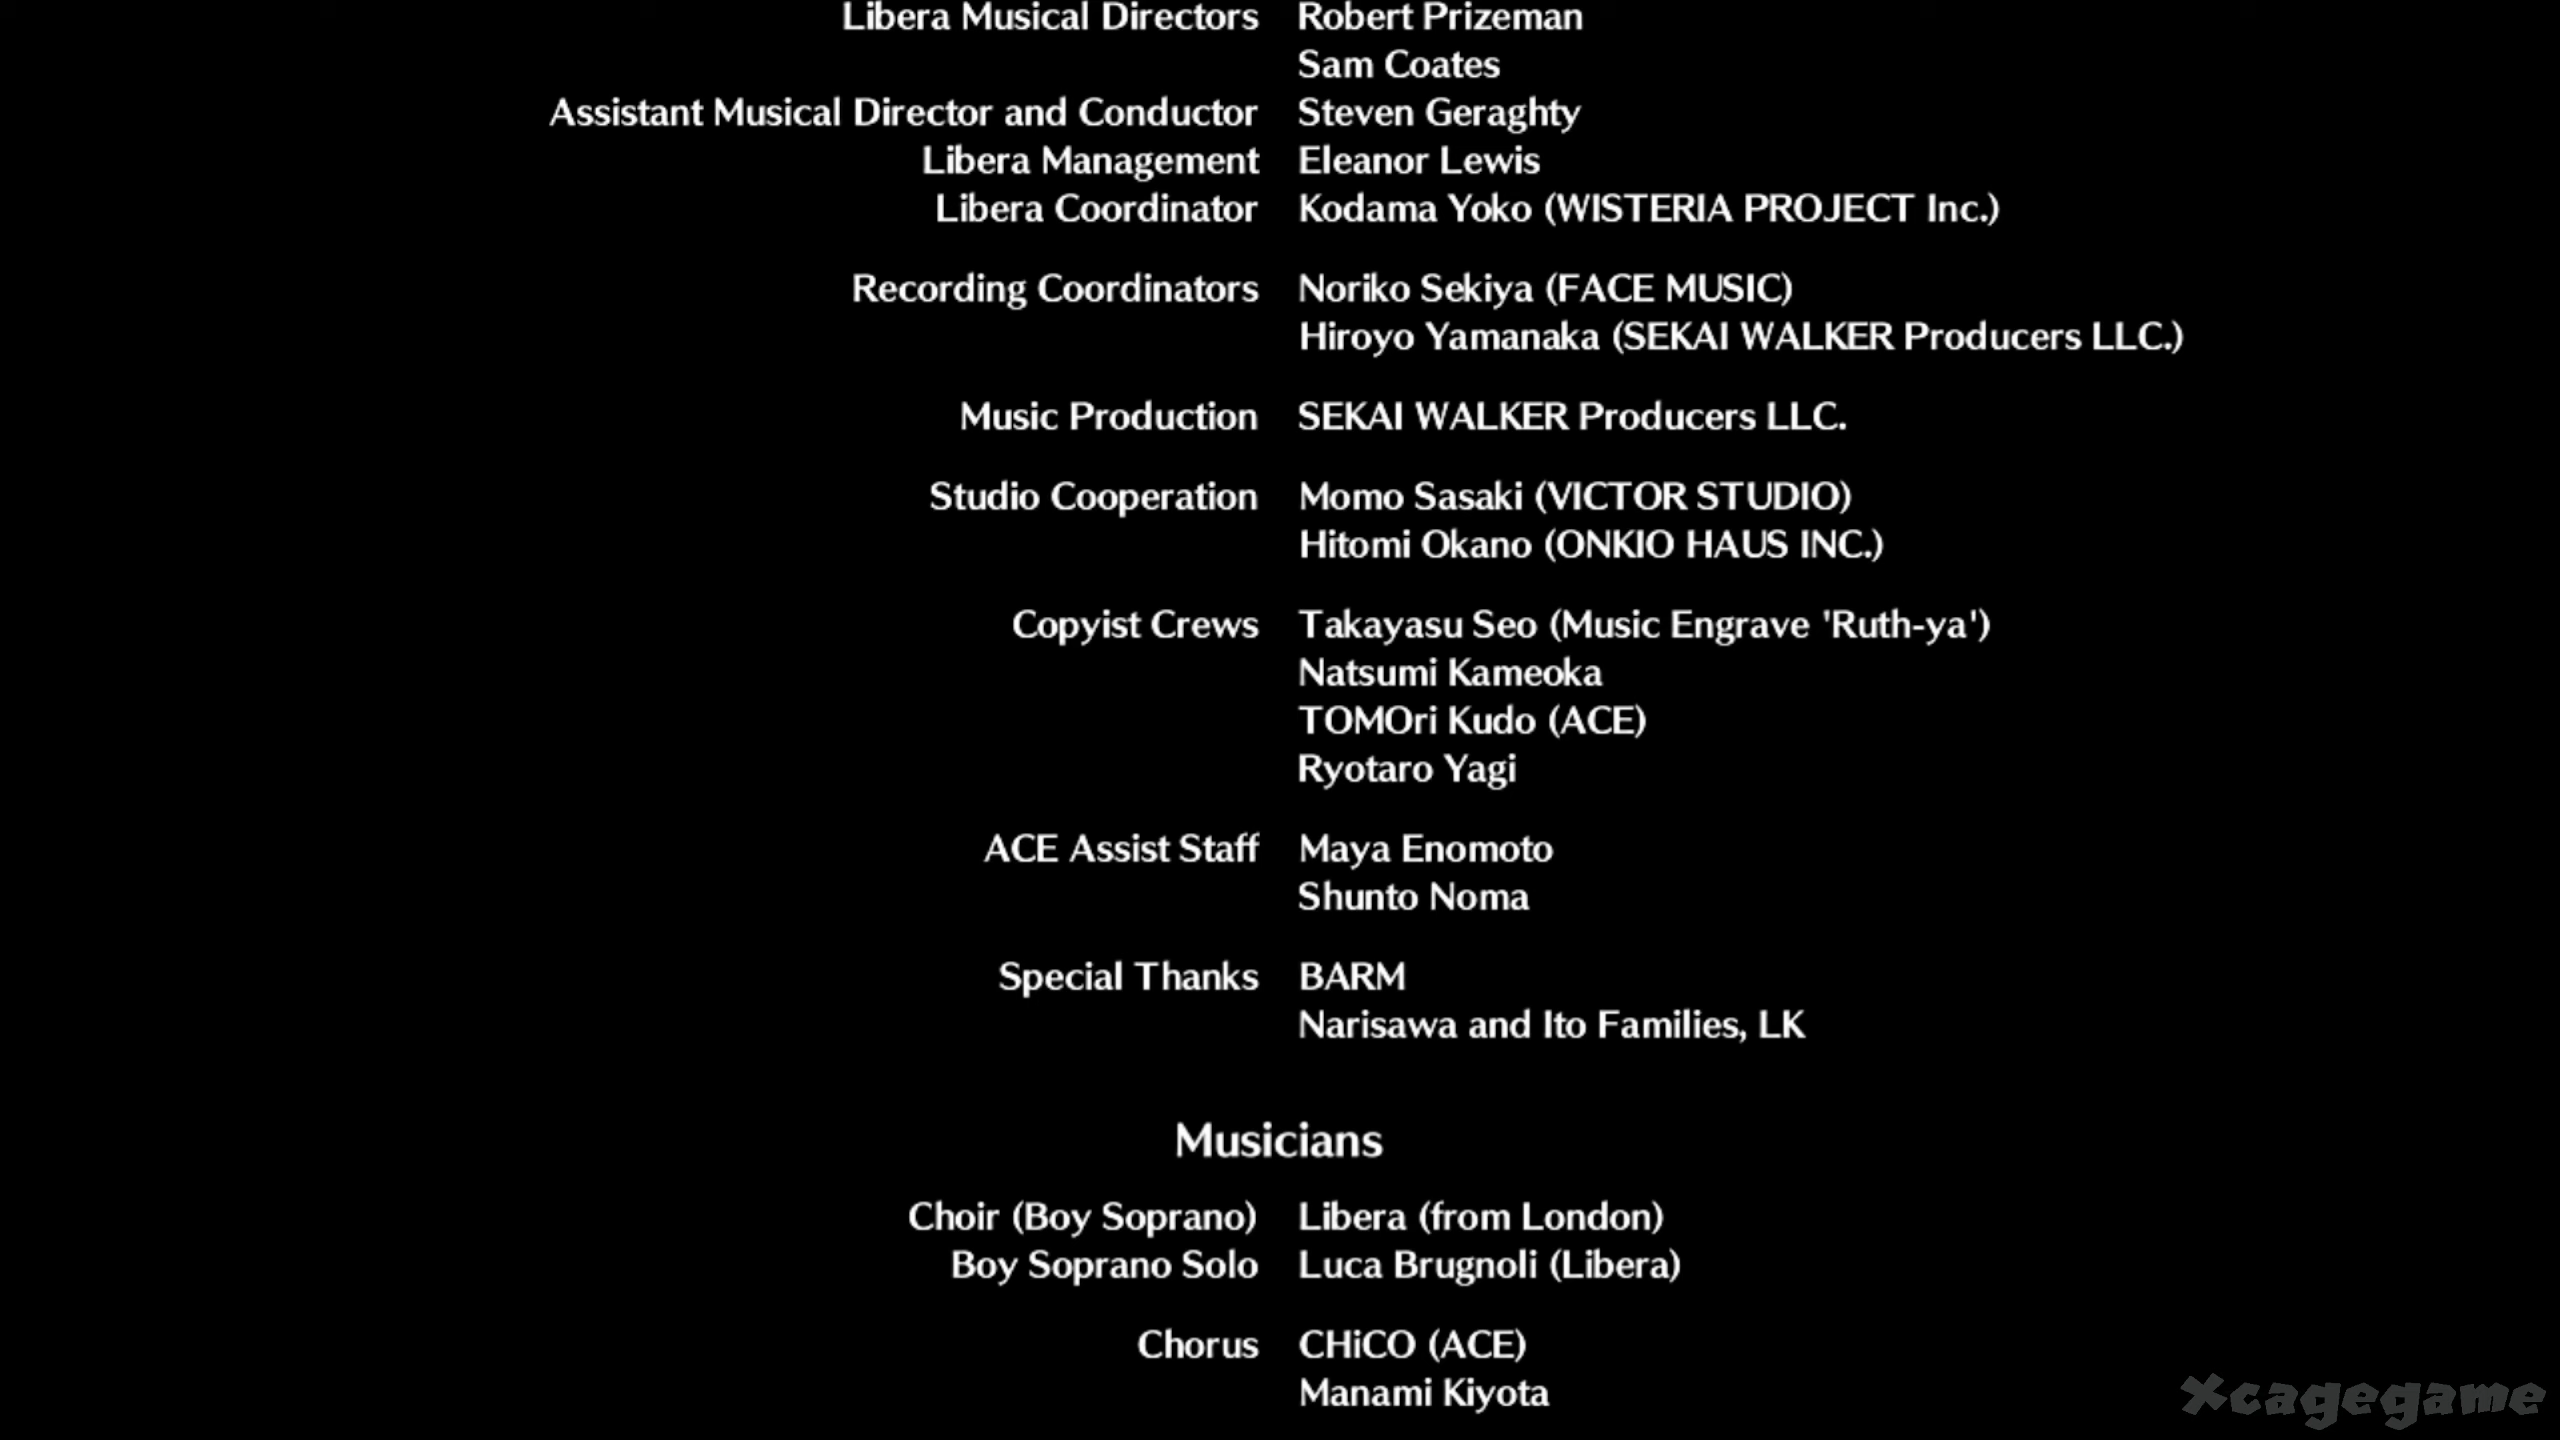 Libera Musical Directors Robert Prizeman
Sam Coates
Assistant Musical Director and Conductor Steven Geraghty
Libera Management Eleanor Lewis
Libera Coordinator Kodama Yoko (WISTERIA PROJECT Inc.)
Recording Coordinators Noriko Sekiya (FACE MUSIC)
Hiroyo Yamanaka (SEKAI WALKER Producers LLC.)
Music Production SEKAI WALKER Producers LLC.
Studio Cooperation Momo Sasaki (VICTOR STUDIO)
Hitomi Okano (ONKIO HAUS INC.)
Copyist Crews Takayasu Seo (Music Engrave 'Ruth-ya')
Natsumi Kameoka
TOMOri Kudo (ACE)
Ryotaro Yagi
ACE Assist Staff Maya Enomoto
Shunto Noma
Special Thanks BARM
Narisawa and Ito Families, LK
Musicians
Choir (Boy Soprano) Libera (from London)
Boy Soprano Solo Luca Brugnoli (Libera)
Chorus CHiCO (ACE)
Manami Kiyota
Xcagegame